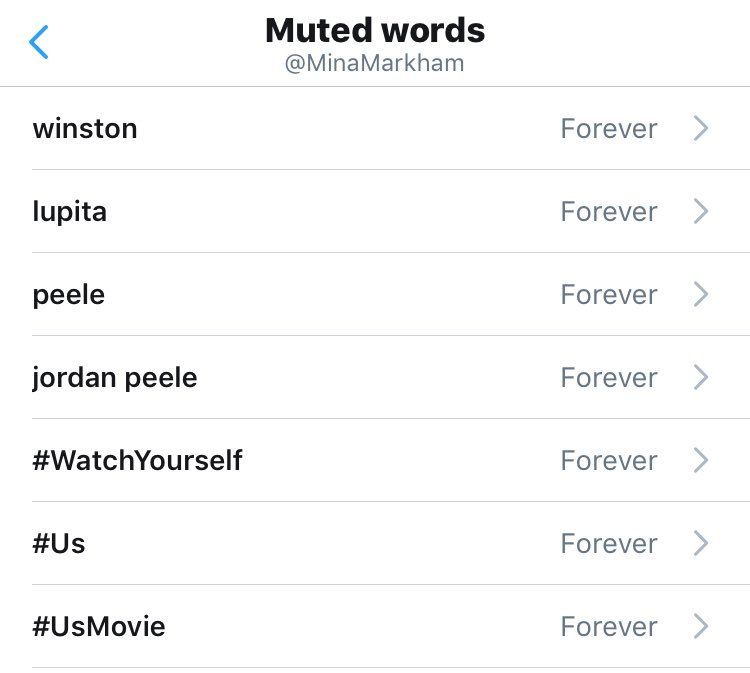 Muted words
@MinaMarkham
winston Forever
lupita Forever
peele Forever
jordan peele Forever
#WatchYourself Forever
#Us Forever
#UsMovie Forever